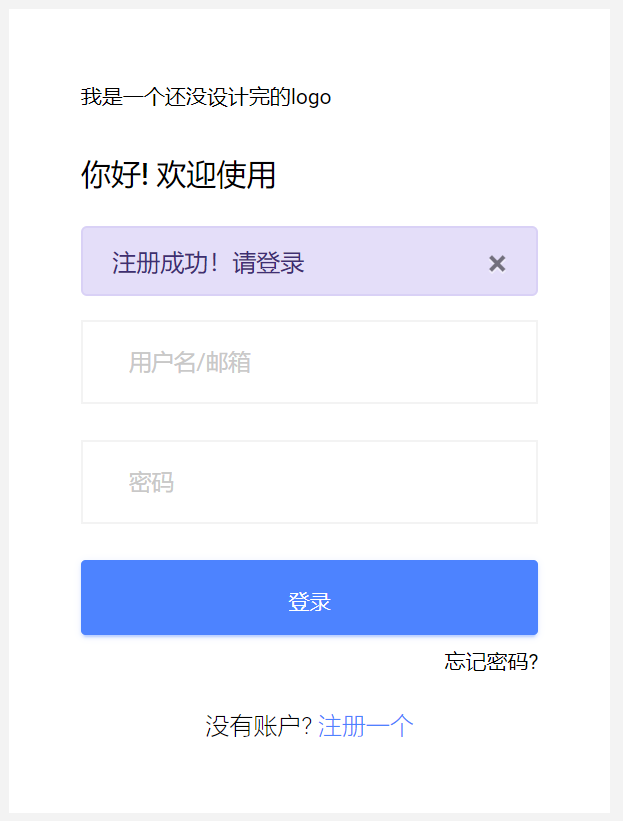 我是一个还没设计完的logo
你好! 欢迎使用
注册成功！请登录 ×
用户名/邮箱
密码
登录
忘记密码?
没有账户? 注册一个